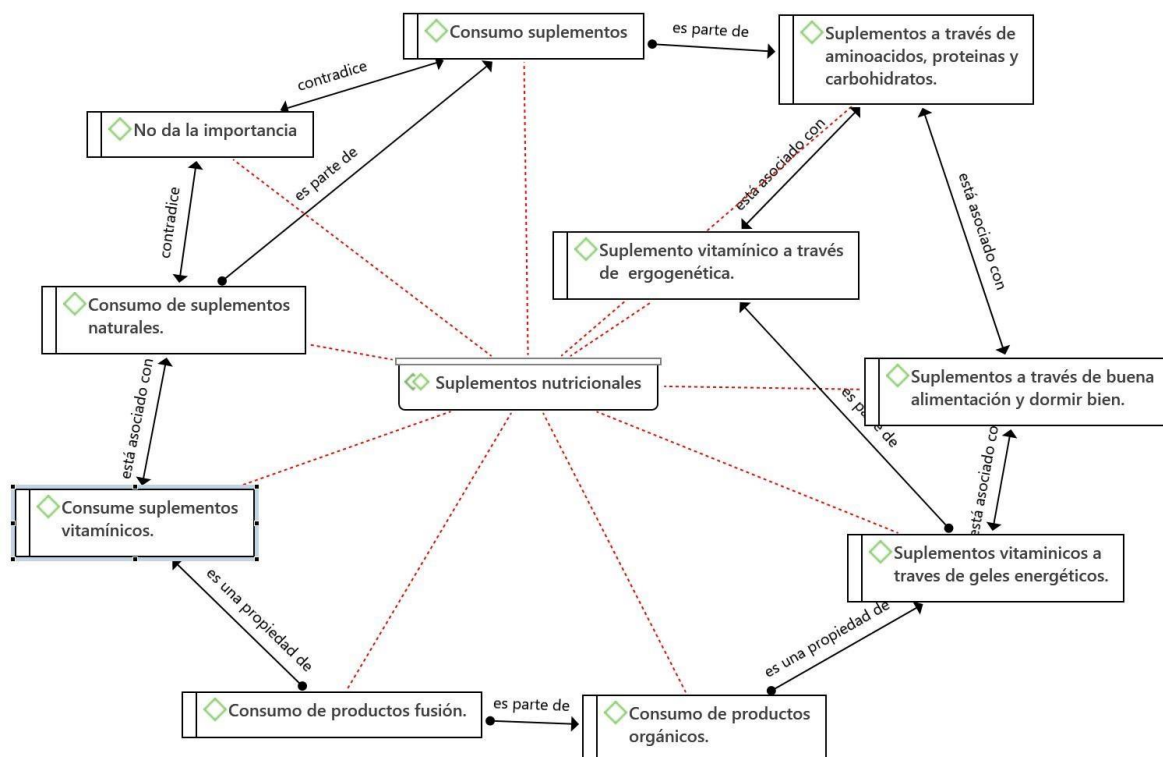 Consumo suplementos
es parte de
Suplementos a través de
aminoacidos, proteinas y
carbohidratos.
contradice
No da la importancia
es parte de
está asociado con
contradice
está asociado con
Suplemento vitamínico a través
de ergogenética.
Consumo de suplementos
naturales.
Suplementos nutricionales
Suplementos a través de buena
alimentación y dormir bien.
es parte de
está asociado con
está asociado con
Consume suplementos
vitamínicos.
Suplementos vitaminicos a
traves de geles energéticos.
es una propiedad de
es una propiedad de
Consumo de productos fusión.
es parte de
Consumo de productos
orgánicos.